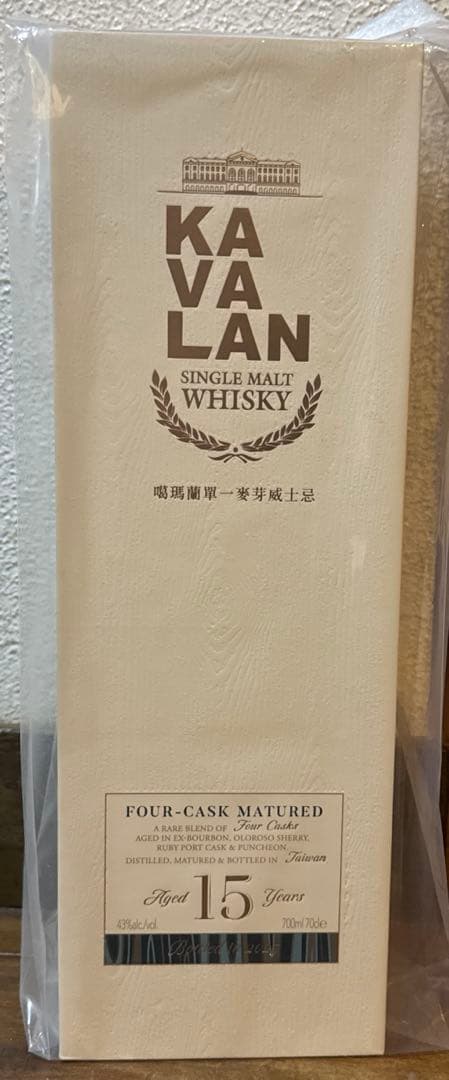 KA
VA
LAN
SINGLE MALT
WHISKY
噶瑪蘭單一麥芽威士忌
FOUR-CASK MATURED
A RARE BLEND OF Four Casks
AGED IN EX-BOURBON, OLOROSO SHERRY,
RUBY PORT CASK & PUNCHEON
DISTILLED, MATURED & BOTTLED IN Taiwan
Aged 15 Years
43%alc./vol. 700ml/70cl℮
Bottled in